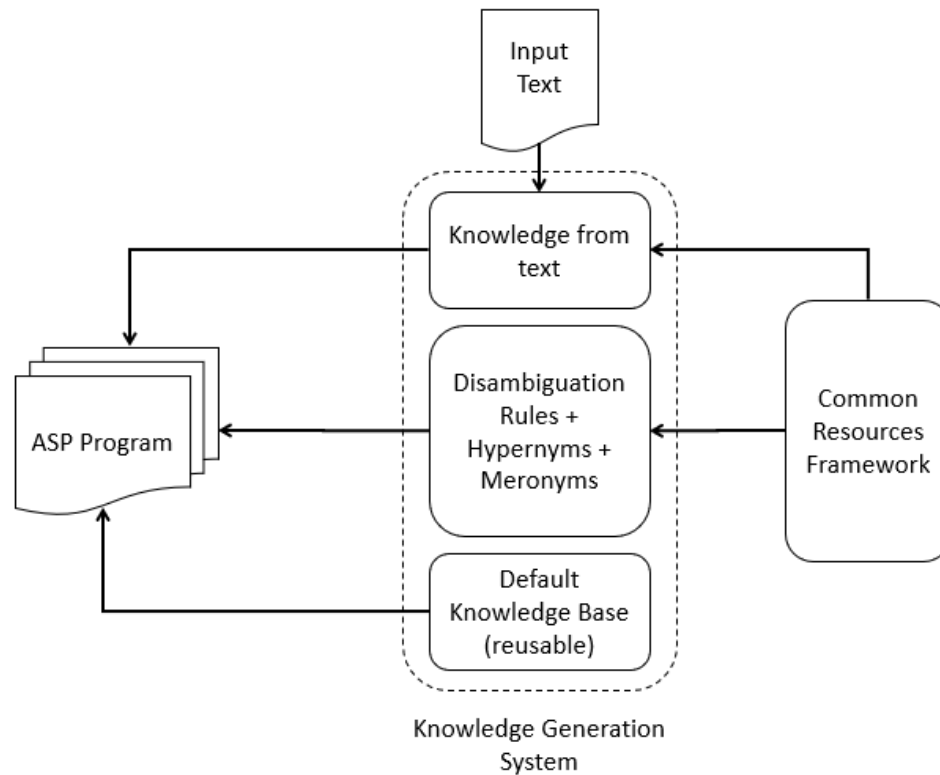 Input
Text
Knowledge from
text
Disambiguation
Rules +
Hypernyms +
Meronyms
ASP Program
Common
Resources
Framework
Default
Knowledge Base
(reusable)
Knowledge Generation
System